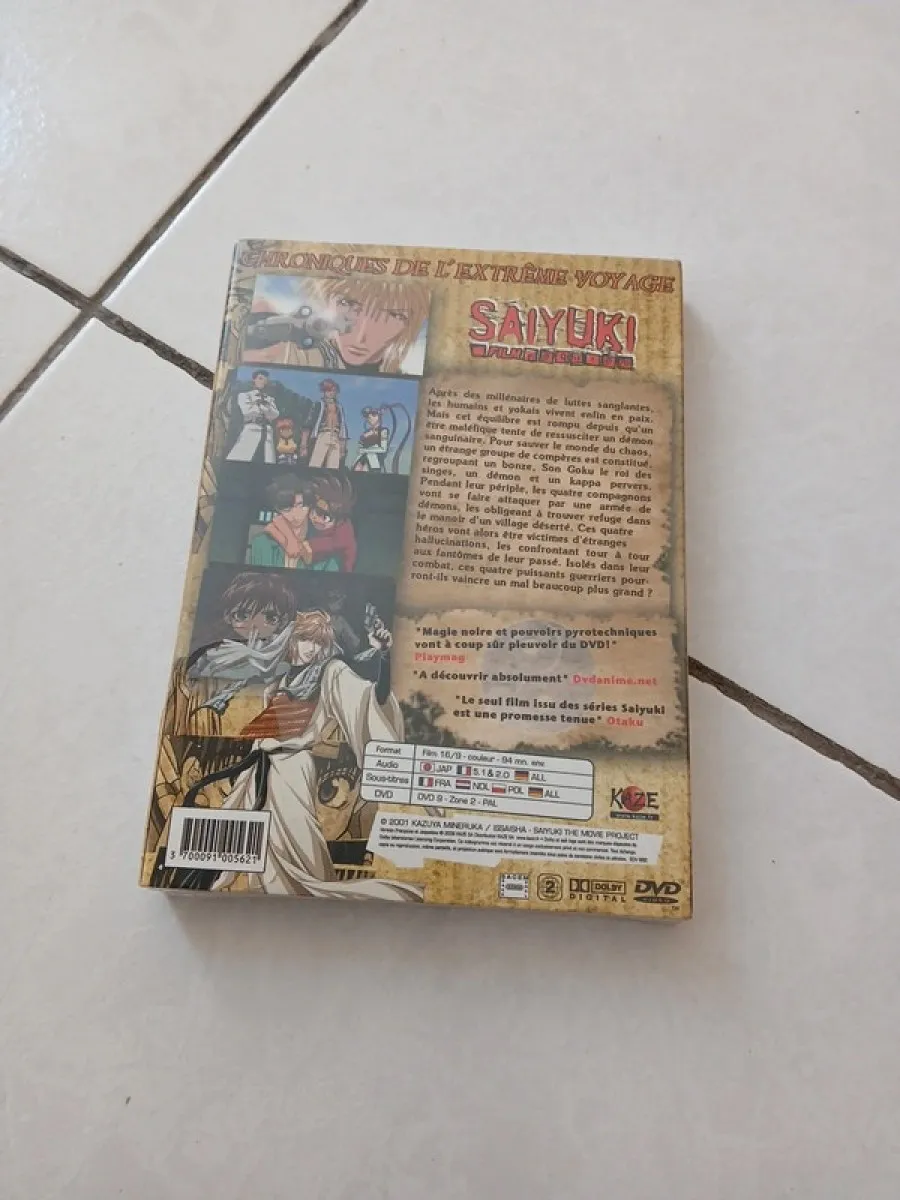 CHRONIQUES DE L'EXTRÊME VOYAGE
SAIYUKI
Après des millénaires de luttes sanglantes,
les humains et yokais vivent enfin en paix.
Mais cet équilibre est rompu depuis qu'un
être maléfique tente de ressusciter un démon
sanguinaire. Pour sauver le monde du chaos,
un étrange groupe de compères est constitué,
regroupant un bonze, Son Goku le roi des
singes, un démon et un kappa pervers.
Pendant leur périple, les quatre compagnons
vont se faire attaquer par une armée de
démons, les obligeant à trouver refuge dans
le manoir d'un village déserté. Ces quatre
héros vont alors être victimes d'étranges
hallucinations, les confrontant tour à tour
aux fantômes de leur passé. Isolés dans leur
combat, ces quatre puissants guerriers pour-
ront-ils vaincre un mal beaucoup plus grand ?
"Magie noire et pouvoirs pyrotechniques
vont à coup sûr pleuvoir du DVD!"
Playmag
"A découvrir absolument" Dvdanime.net
"Le seul film issu des séries Saiyuki
est une promesse tenue" Otaku
Format Film 16/9 - couleur - 94 mn. env.
Audio JAP 5.1 & 2.0 ALL
Sous-titres FRA NOL POL ALL
DVD DVD 9 - Zone 2 - PAL
KAZE
www.kaze.fr
© 2001 KAZUYA MINERUKA / ISSAISHA - SAIYUKI THE MOVIE PROJECT
3 700091 005621
SACEM
2
DOLBY
DIGITAL
DVD
VIDEO